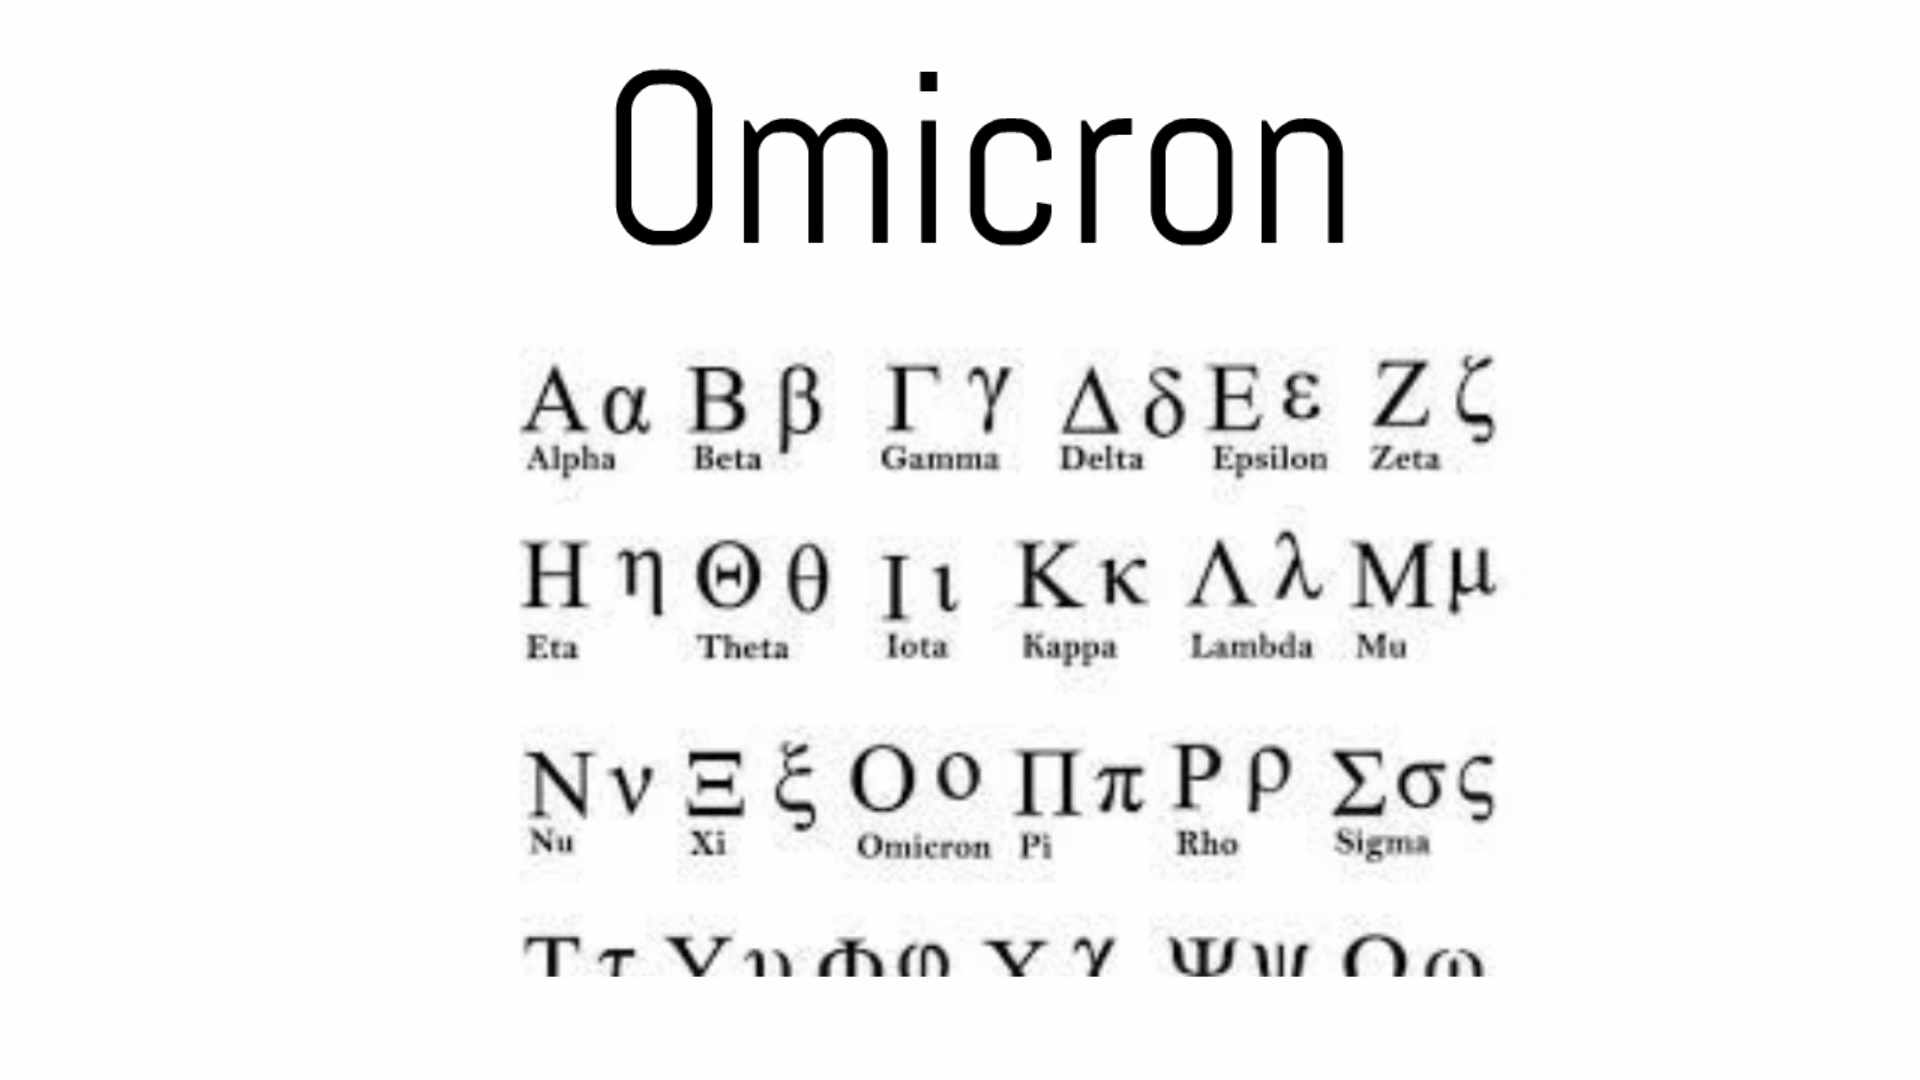 Omicron
Α α Β β Γ γ Δ δ Ε ε Ζ ζ
Alpha Beta Gamma Delta Epsilon Zeta
Η η Θ θ Ι ι Κ κ Λ λ Μ μ
Eta Theta Iota Kappa Lambda Mu
Ν ν Ξ ξ Ο ο Π π Ρ ρ Σ σ ς
Nu Xi Omicron Pi Rho Sigma
Τ τ Υ υ Φ φ Χ χ Ψ ψ Ω ω